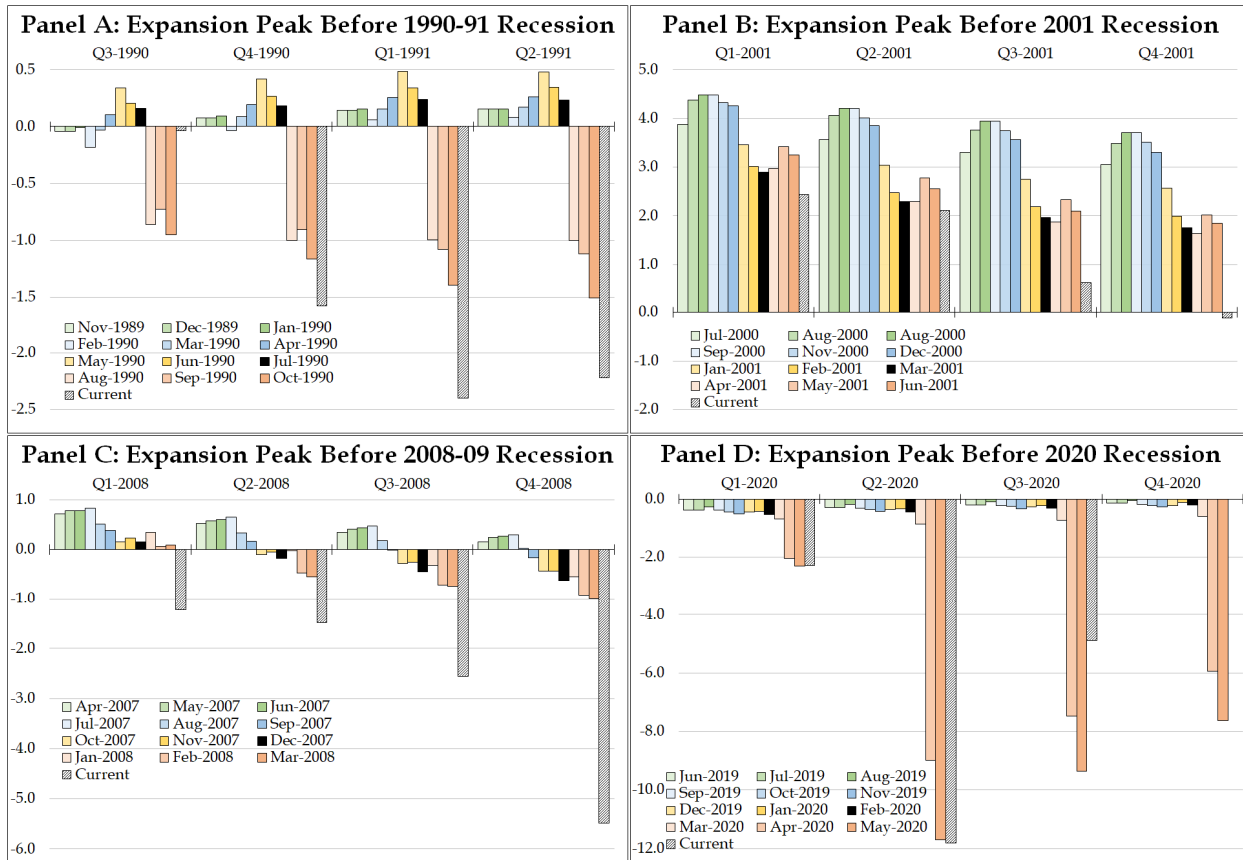 Panel A: Expansion Peak Before 1990-91 Recession
Q3-1990 Q4-1990 Q1-1991 Q2-1991
0.5
0.0
-0.5
-1.0
-1.5
-2.0
-2.5
Nov-1989 Dec-1989 Jan-1990
Feb-1990 Mar-1990 Apr-1990
May-1990 Jun-1990 Jul-1990
Aug-1990 Sep-1990 Oct-1990
Current
Panel B: Expansion Peak Before 2001 Recession
Q1-2001 Q2-2001 Q3-2001 Q4-2001
5.0
4.0
3.0
2.0
1.0
0.0
-1.0
-2.0
Jul-2000 Aug-2000 Aug-2000
Sep-2000 Nov-2000 Dec-2000
Jan-2001 Feb-2001 Mar-2001
Apr-2001 May-2001 Jun-2001
Current
Panel C: Expansion Peak Before 2008-09 Recession
Q1-2008 Q2-2008 Q3-2008 Q4-2008
1.0
0.0
-1.0
-2.0
-3.0
-4.0
-5.0
-6.0
Apr-2007 May-2007 Jun-2007
Jul-2007 Aug-2007 Sep-2007
Oct-2007 Nov-2007 Dec-2007
Jan-2008 Feb-2008 Mar-2008
Current
Panel D: Expansion Peak Before 2020 Recession
Q1-2020 Q2-2020 Q3-2020 Q4-2020
0.0
-2.0
-4.0
-6.0
-8.0
-10.0
-12.0
Jun-2019 Jul-2019 Aug-2019
Sep-2019 Oct-2019 Nov-2019
Dec-2019 Jan-2020 Feb-2020
Mar-2020 Apr-2020 May-2020
Current